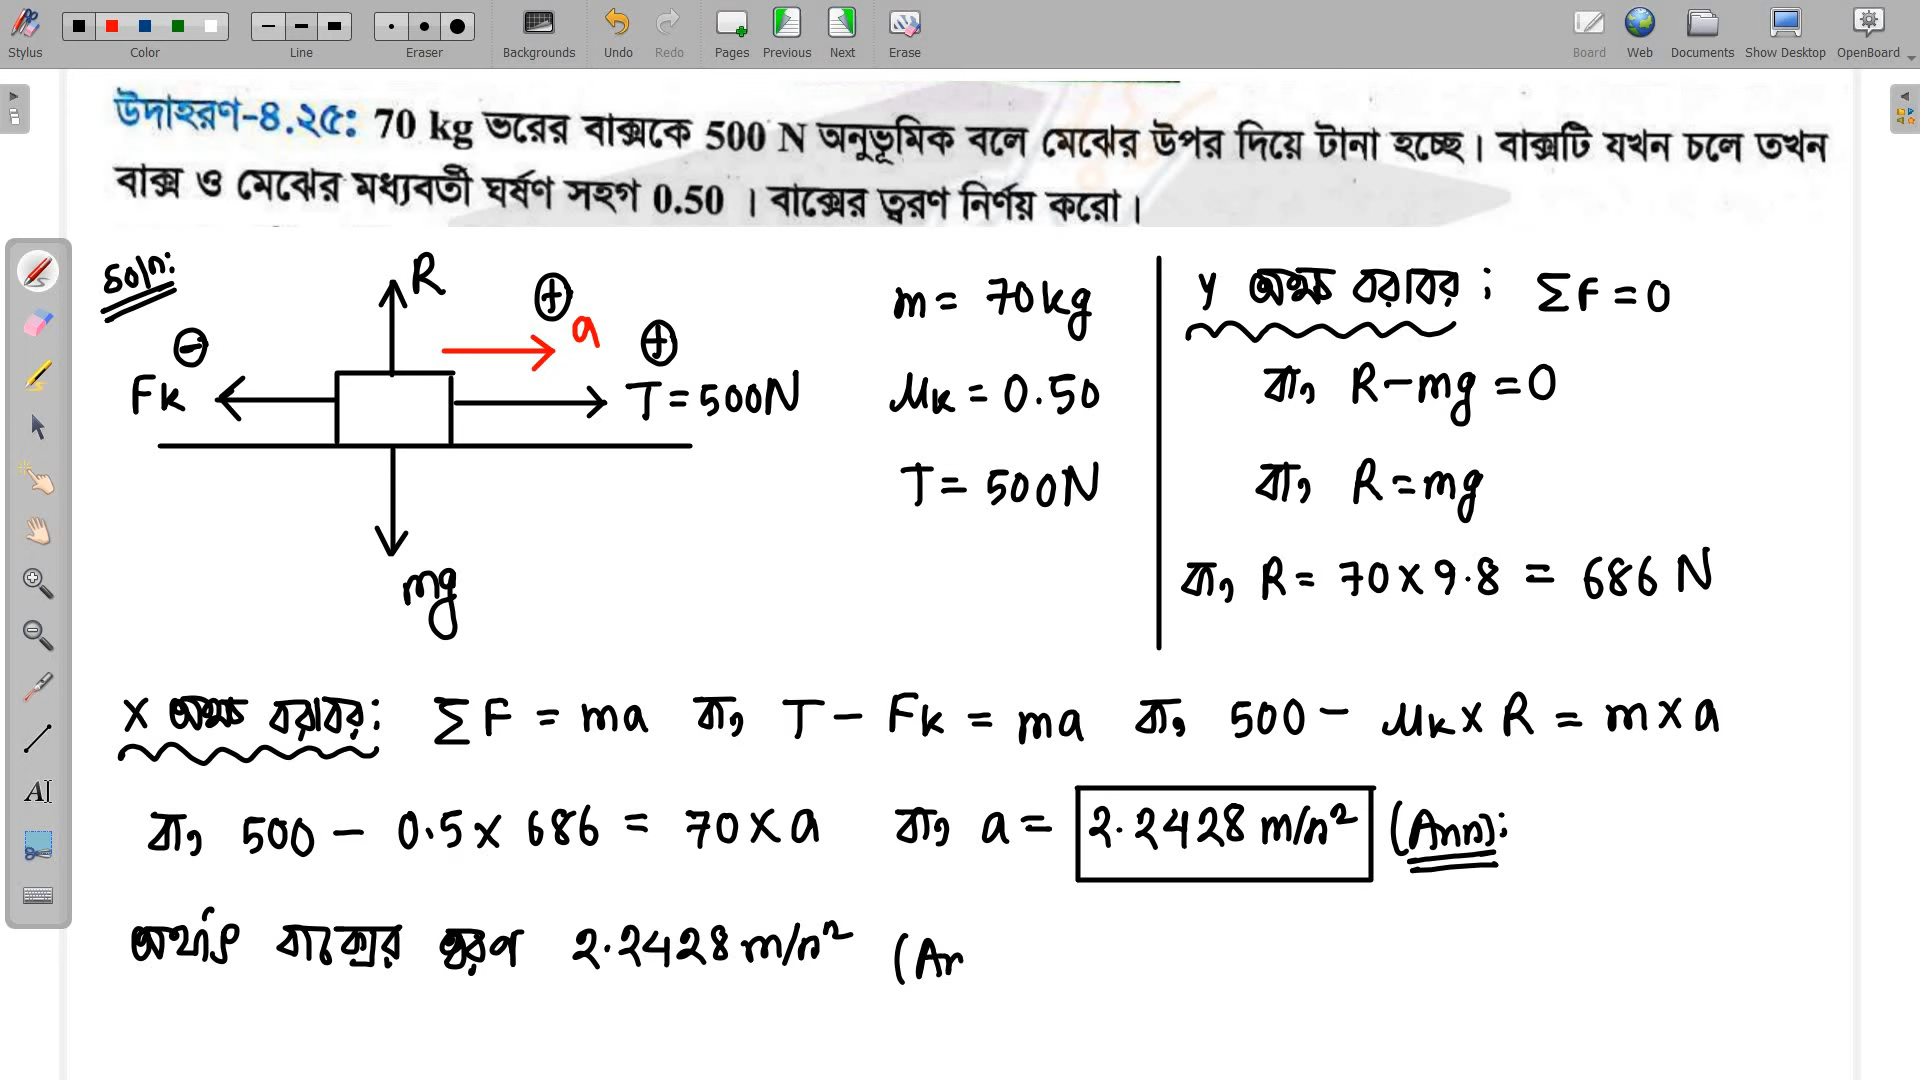 Stylus Color Line Eraser Backgrounds Undo Redo Pages Previous Next Erase Board Web Documents Show Desktop OpenBoard
উদাহরণ-৪.২৫: 70 kg ভরের বাক্সকে 500 N অনুভূমিক বলে মেঝের উপর দিয়ে টানা হচ্ছে। বাক্সটি যখন চলে তখন
বাক্স ও মেঝের মধ্যবর্তী ঘর্ষণ সহগ 0.50 । বাক্সের ত্বরণ নির্ণয় করো।
Soln:
R
+
a
−
+
Fk
T = 500N
mg
m = 70kg
μk = 0.50
T = 500N
y অক্ষ বরাবর ; ΣF = 0
বা, R − mg = 0
বা, R = mg
বা, R = 70 × 9.8 = 686 N
X অক্ষ বরাবর: ΣF = ma বা, T − Fk = ma বা, 500 − μk × R = m × a
বা, 500 − 0.5 × 686 = 70 × a বা, a = 2.2428 m/s² (Ans):
অর্থাৎ বাক্সের ত্বরণ 2.2428 m/s² (An
AI